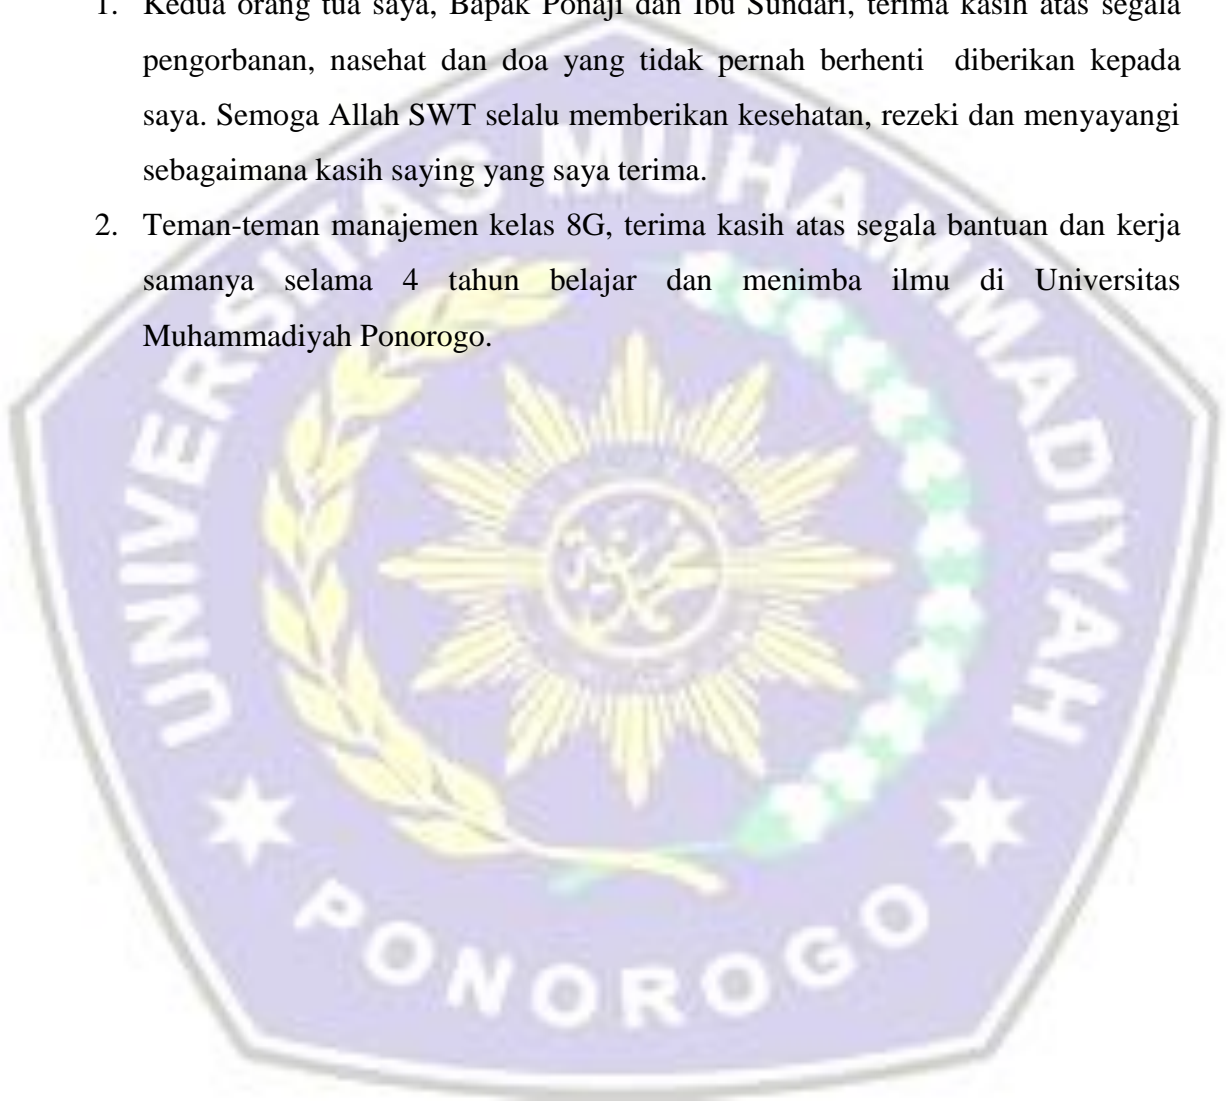 1. Kedua orang tua saya, Bapak Ponaji dan Ibu Sundari, terima kasih atas segala
pengorbanan, nasehat dan doa yang tidak pernah berhenti diberikan kepada
saya. Semoga Allah SWT selalu memberikan kesehatan, rezeki dan menyayangi
sebagaimana kasih saying yang saya terima.
2. Teman-teman manajemen kelas 8G, terima kasih atas segala bantuan dan kerja
samanya selama 4 tahun belajar dan menimba ilmu di Universitas
Muhammadiyah Ponorogo.
UNIVERSITAS MUHAMMADIYAH
PONOROGO